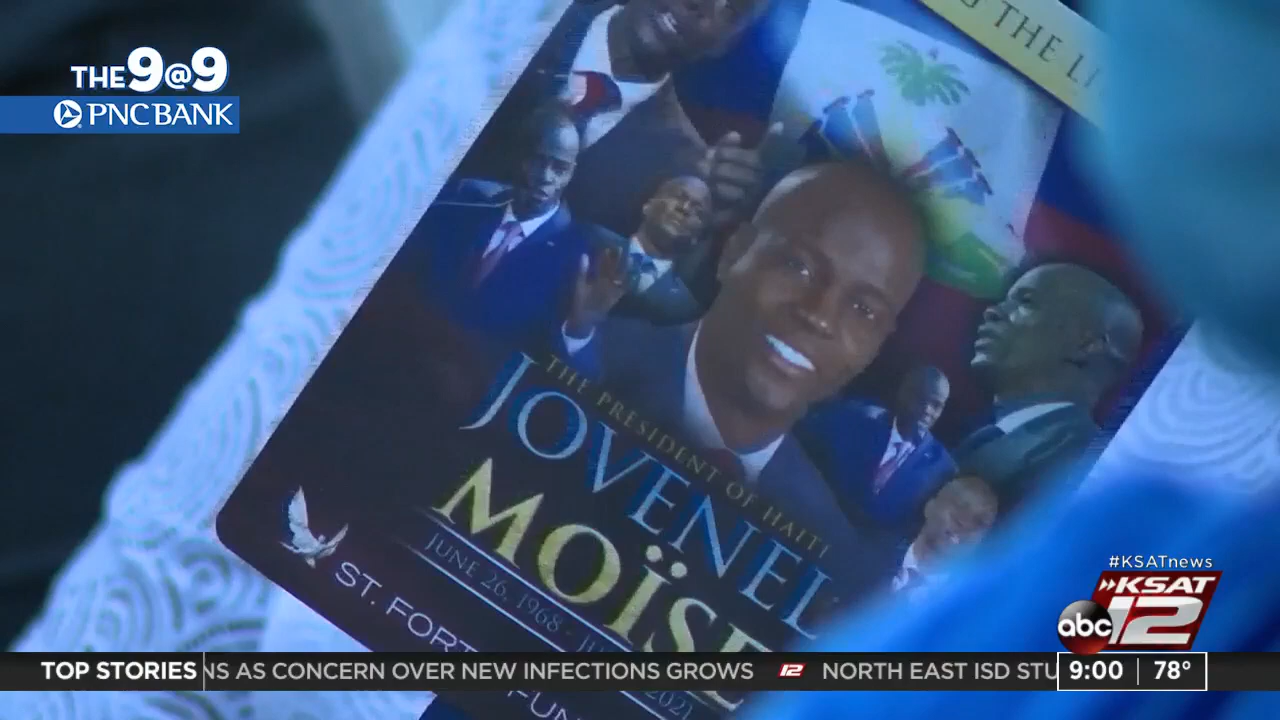 THE 9@9
PNC BANK
THE
THE PRESIDENT OF HAITI
JOVENEL
MOÏSE
JUNE 26, 1968 -
2021
ST.
#KSATnews
KSAT
abc 12
TOP STORIES
AS CONCERN OVER NEW INFECTIONS GROWS 12 NORTH EAST ISD
9:00 78°